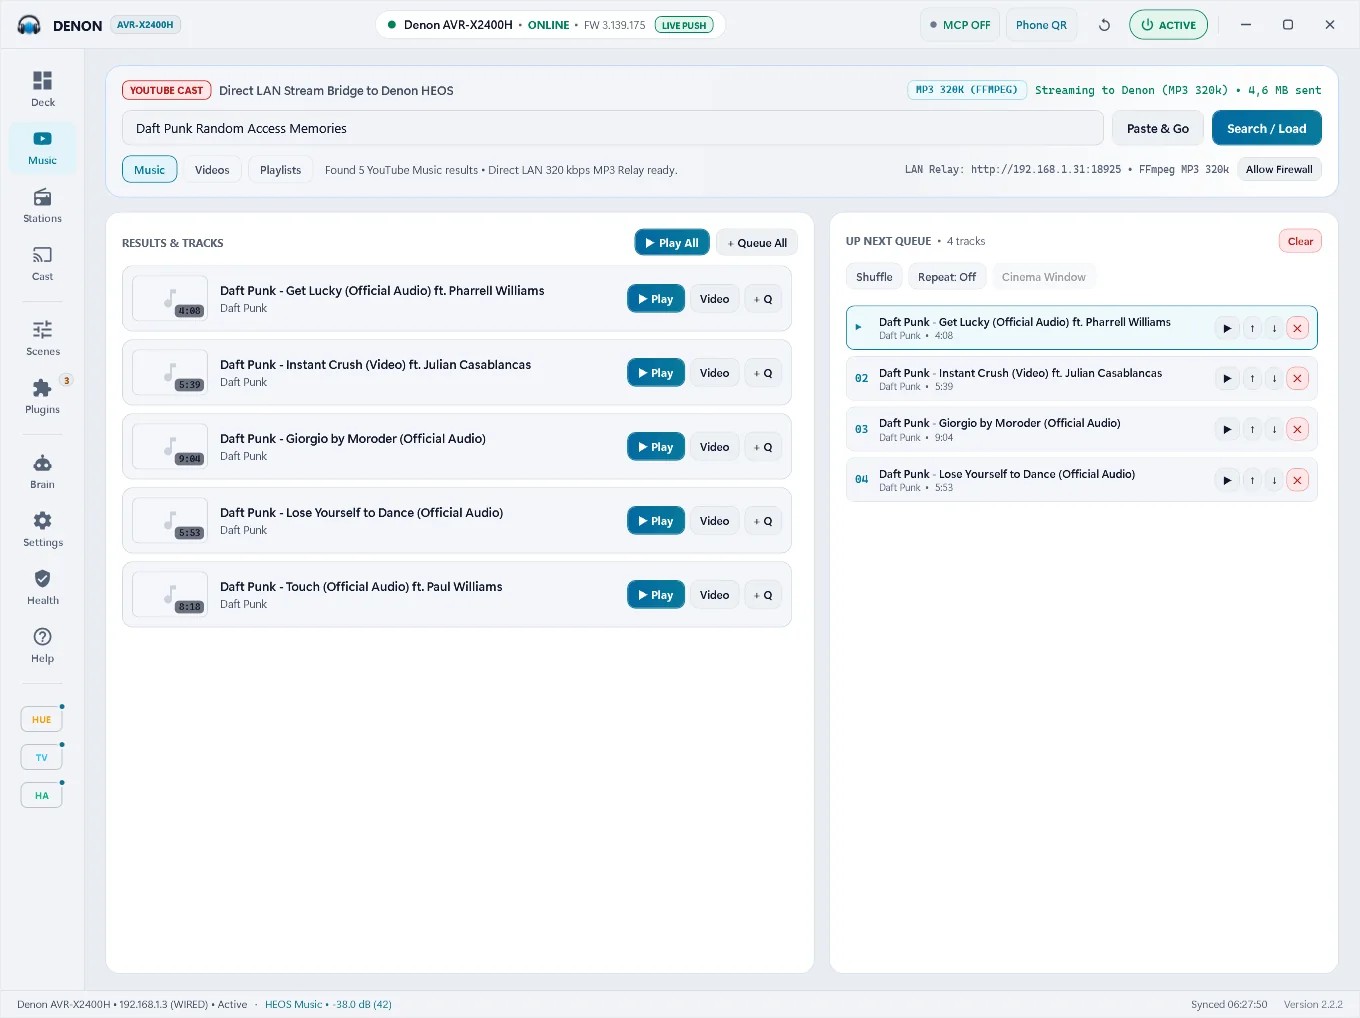 DENON AVR-X2400H
Denon AVR-X2400H • ONLINE • FW 3.139.175 LIVE PUSH
MCP OFF Phone QR ACTIVE
Deck
Music
Stations
Cast
Scenes
Plugins 3
Brain
Settings
Health
Help
HUE
TV
HA
YOUTUBE CAST Direct LAN Stream Bridge to Denon HEOS MP3 320K (FFMPEG) Streaming to Denon (MP3 320k) • 4,6 MB sent
Daft Punk Random Access Memories Paste & Go Search / Load
Music Videos Playlists Found 5 YouTube Music results • Direct LAN 320 kbps MP3 Relay ready. LAN Relay: http://192.168.1.31:18925 • FFmpeg MP3 320k Allow Firewall
RESULTS & TRACKS ▶ Play All + Queue All
4:08 Daft Punk - Get Lucky (Official Audio) ft. Pharrell Williams
Daft Punk
▶ Play Video + Q
5:39 Daft Punk - Instant Crush (Video) ft. Julian Casablancas
Daft Punk
▶ Play Video + Q
9:04 Daft Punk - Giorgio by Moroder (Official Audio)
Daft Punk
▶ Play Video + Q
5:53 Daft Punk - Lose Yourself to Dance (Official Audio)
Daft Punk
▶ Play Video + Q
8:18 Daft Punk - Touch (Official Audio) ft. Paul Williams
Daft Punk
▶ Play Video + Q
UP NEXT QUEUE • 4 tracks Clear
Shuffle Repeat: Off Cinema Window
▶ Daft Punk - Get Lucky (Official Audio) ft. Pharrell Williams ▶ ↑ ↓ ✕
Daft Punk • 4:08
02 Daft Punk - Instant Crush (Video) ft. Julian Casablancas ▶ ↑ ↓ ✕
Daft Punk • 5:39
03 Daft Punk - Giorgio by Moroder (Official Audio) ▶ ↑ ↓ ✕
Daft Punk • 9:04
04 Daft Punk - Lose Yourself to Dance (Official Audio) ▶ ↑ ↓ ✕
Daft Punk • 5:53
Denon AVR-X2400H • 192.168.1.3 (WIRED) • Active · HEOS Music • -38.0 dB (42) Synced 06:27:50 Version 2.2.2